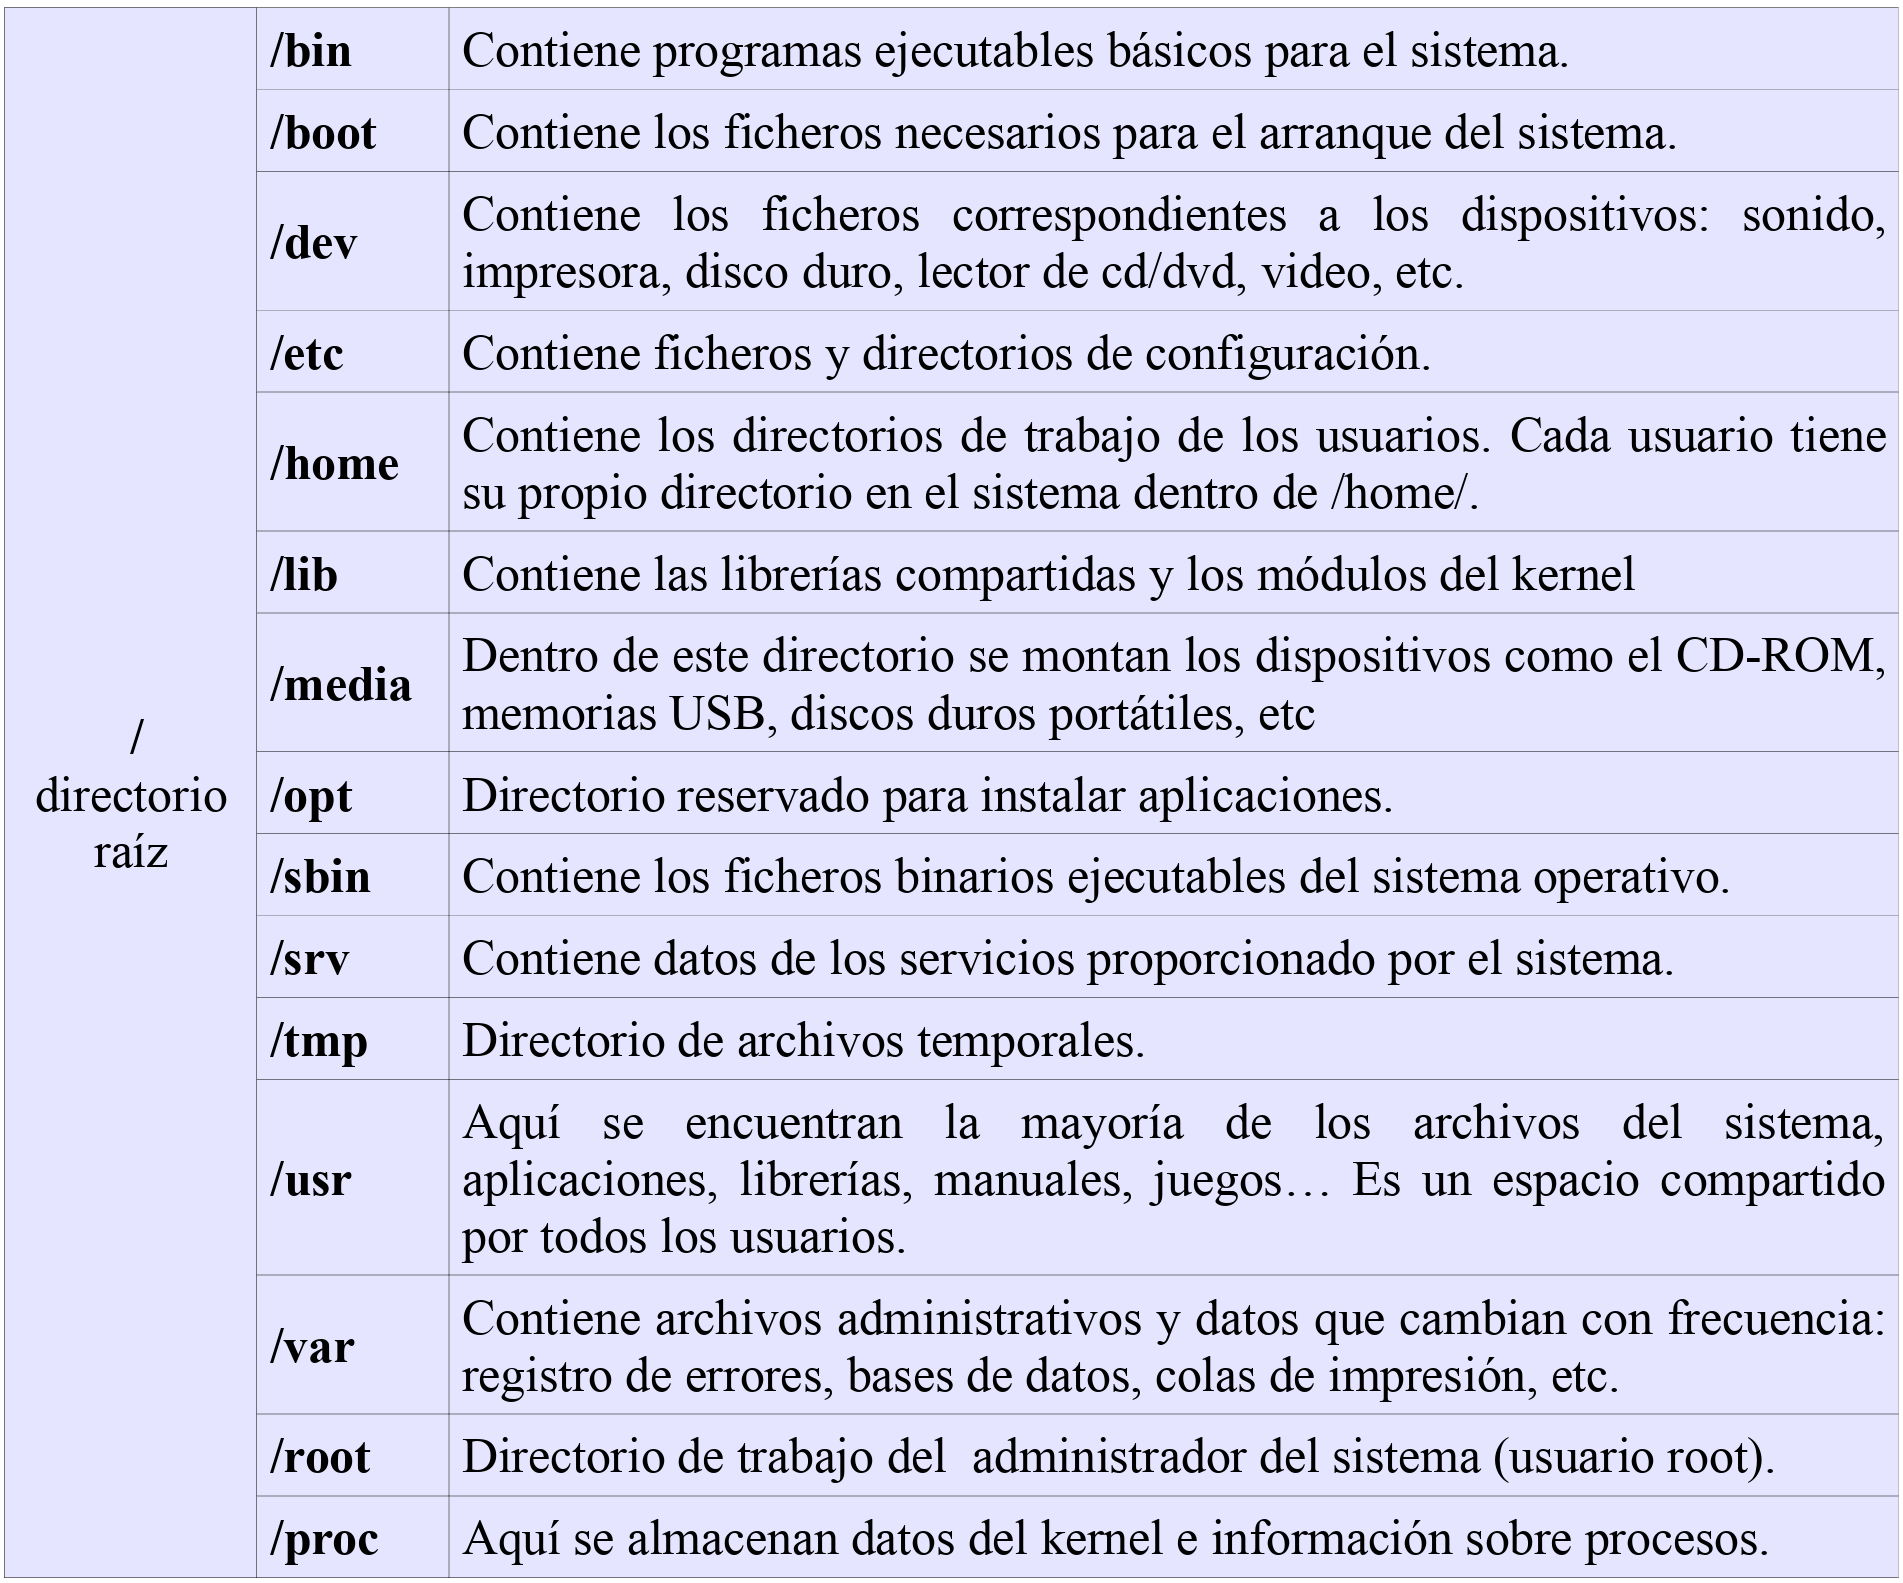 /
directorio
raíz
/bin
Contiene programas ejecutables básicos para el sistema.
/boot
Contiene los ficheros necesarios para el arranque del sistema.
/dev
Contiene los ficheros correspondientes a los dispositivos: sonido,
impresora, disco duro, lector de cd/dvd, video, etc.
/etc
Contiene ficheros y directorios de configuración.
/home
Contiene los directorios de trabajo de los usuarios. Cada usuario tiene
su propio directorio en el sistema dentro de /home/.
/lib
Contiene las librerías compartidas y los módulos del kernel
/media
Dentro de este directorio se montan los dispositivos como el CD-ROM,
memorias USB, discos duros portátiles, etc
/opt
Directorio reservado para instalar aplicaciones.
/sbin
Contiene los ficheros binarios ejecutables del sistema operativo.
/srv
Contiene datos de los servicios proporcionado por el sistema.
/tmp
Directorio de archivos temporales.
/usr
Aquí se encuentran la mayoría de los archivos del sistema,
aplicaciones, librerías, manuales, juegos… Es un espacio compartido
por todos los usuarios.
/var
Contiene archivos administrativos y datos que cambian con frecuencia:
registro de errores, bases de datos, colas de impresión, etc.
/root
Directorio de trabajo del  administrador del sistema (usuario root).
/proc
Aquí se almacenan datos del kernel e información sobre procesos.